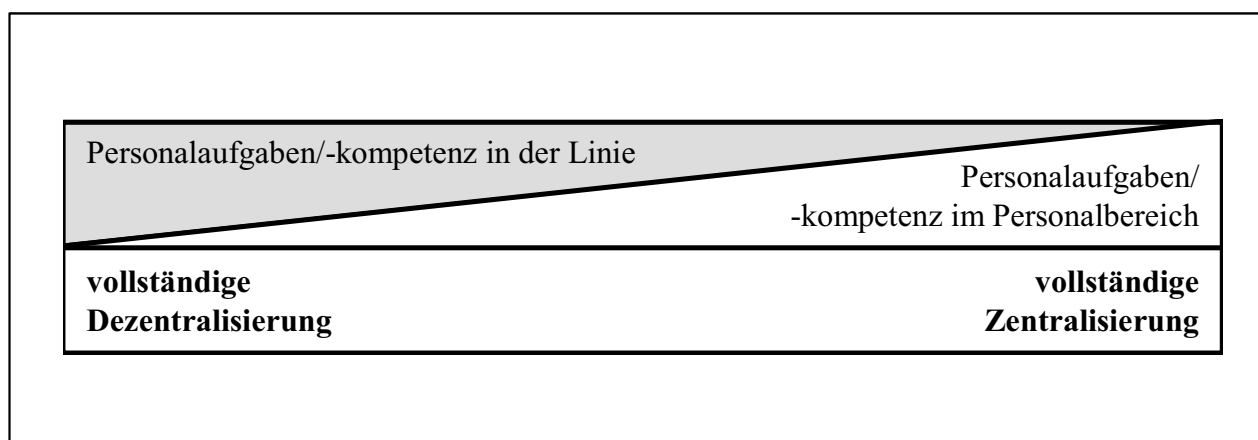 Personalaufgaben/-kompetenz in der Linie
Personalaufgaben/
-kompetenz im Personalbereich
vollständige
Dezentralisierung
vollständige
Zentralisierung